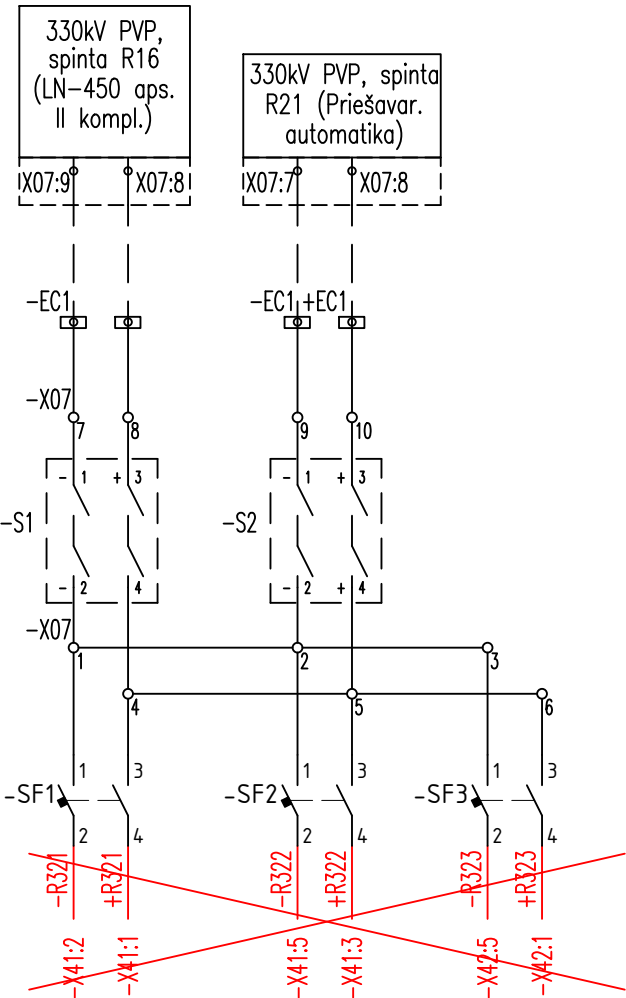 330kV PVP,
spinta R16
(LN-450 aps.
II kompl.)
330kV PVP, spinta
R21 (Priešavar.
automatika)
X07:9 X07:8
X07:7 X07:8
-EC1
-EC1 +EC1
-X07
7 8
9 10
- 1 + 3
- 1 + 3
-S1
-S2
- 2 4
- 2 + 4
-X07
1 2 3
4 5 6
1 3
1 3
1 3
-SF1
-SF2
-SF3
2 4
2 4
2 4
-R321
+R321
-R322
+R322
-R323
+R323
-X41:2
-X41:1
-X41:5
-X41:3
-X42:5
-X42:1